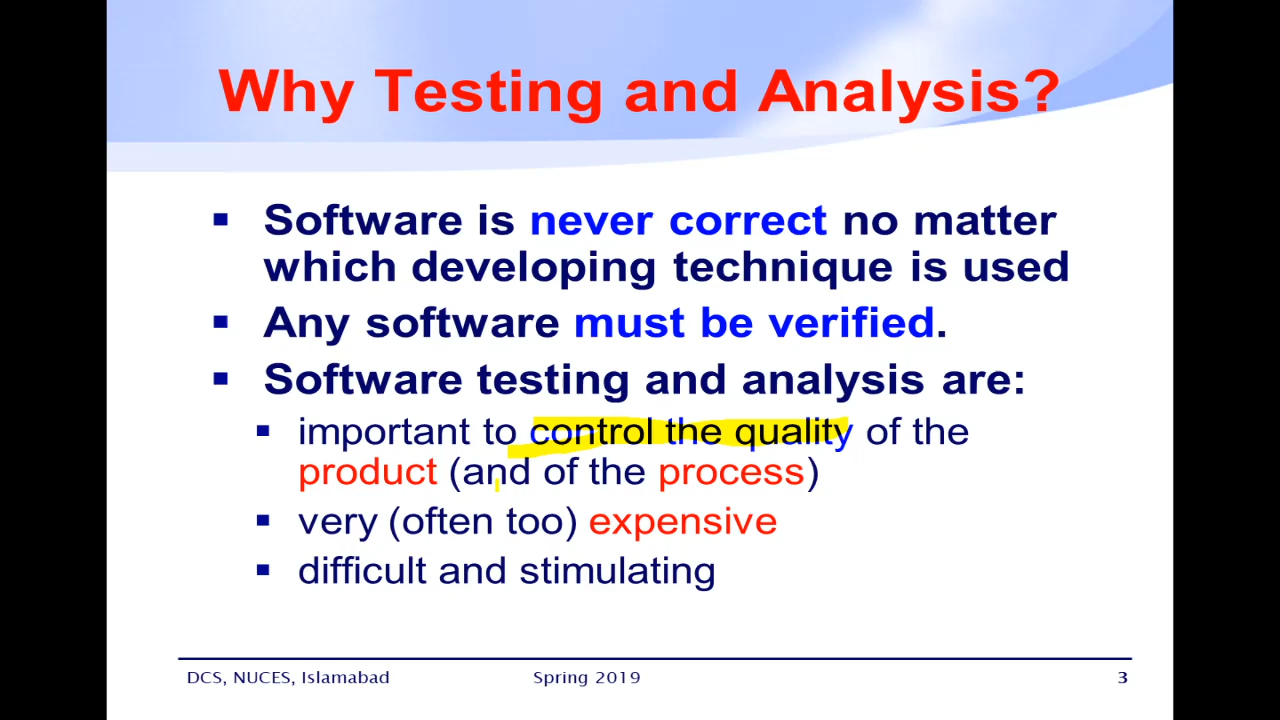 Why Testing and Analysis?
▪ Software is never correct no matter
which developing technique is used
▪ Any software must be verified.
▪ Software testing and analysis are:
▪ important to control the quality of the
product (and of the process)
▪ very (often too) expensive
▪ difficult and stimulating
DCS, NUCES, Islamabad Spring 2019 3